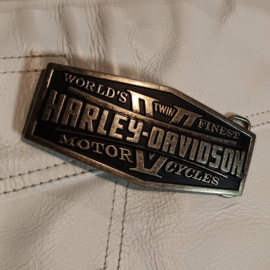 WORLD'S TWIN FINEST
HARLEY-DAVIDSON
MOTOR V CYCLES